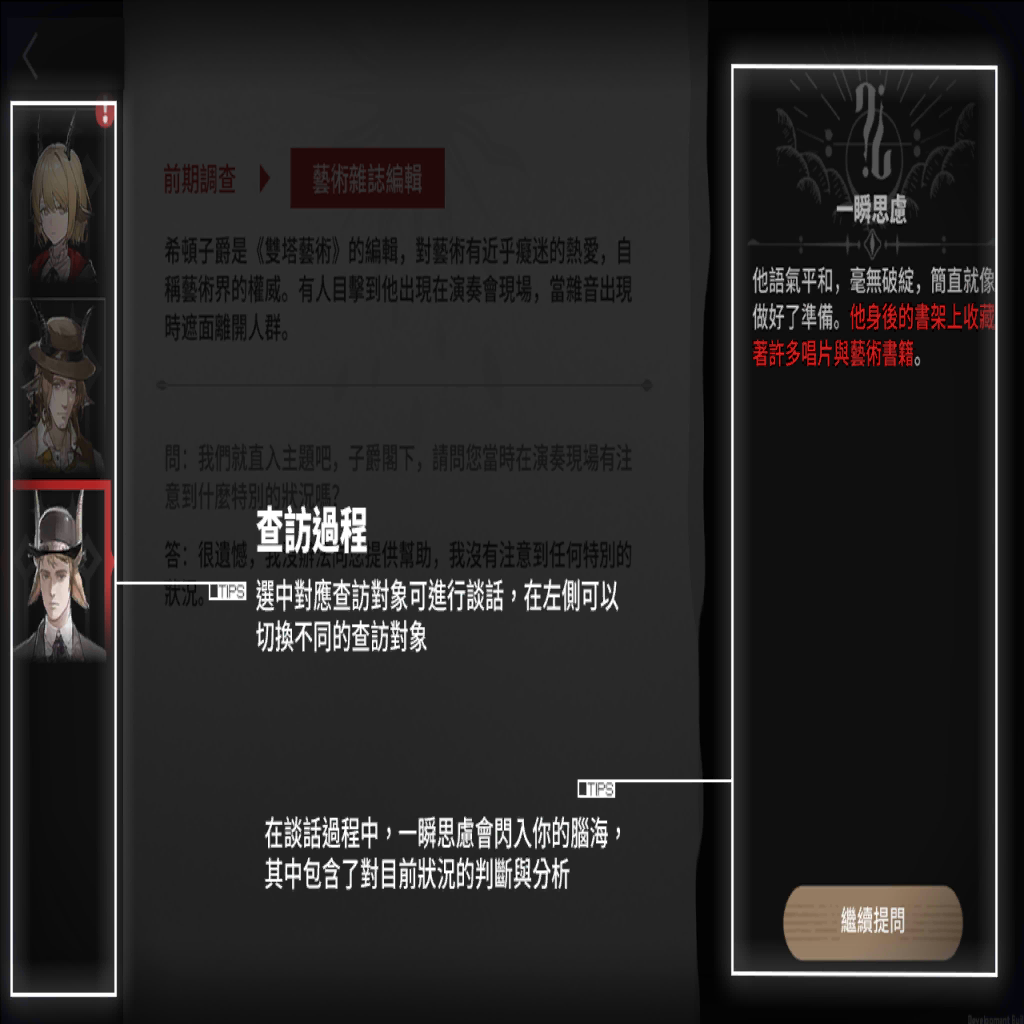 前期調查
藝術雜誌編輯
希頓子爵是《雙塔藝術》的編輯，對藝術有近乎癡迷的熱愛，自
稱藝術界的權威。有人目擊到他出現在演奏會現場，當雜音出現
時遮面離開人群。
問：我們就直入主題吧，子爵閣下，請問您當時在演奏現場有注
意到什麼特別的狀況嗎？
答：很遺憾，我沒辦法向您提供幫助，我沒有注意到任何特別的
狀況。
查訪過程
TIPS
選中對應查訪對象可進行談話，在左側可以
切換不同的查訪對象
TIPS
在談話過程中，一瞬思慮會閃入你的腦海，
其中包含了對目前狀況的判斷與分析
一瞬思慮
他語氣平和，毫無破綻，簡直就像
做好了準備。他身後的書架上收藏
著許多唱片與藝術書籍。
繼續提問
Development Buil